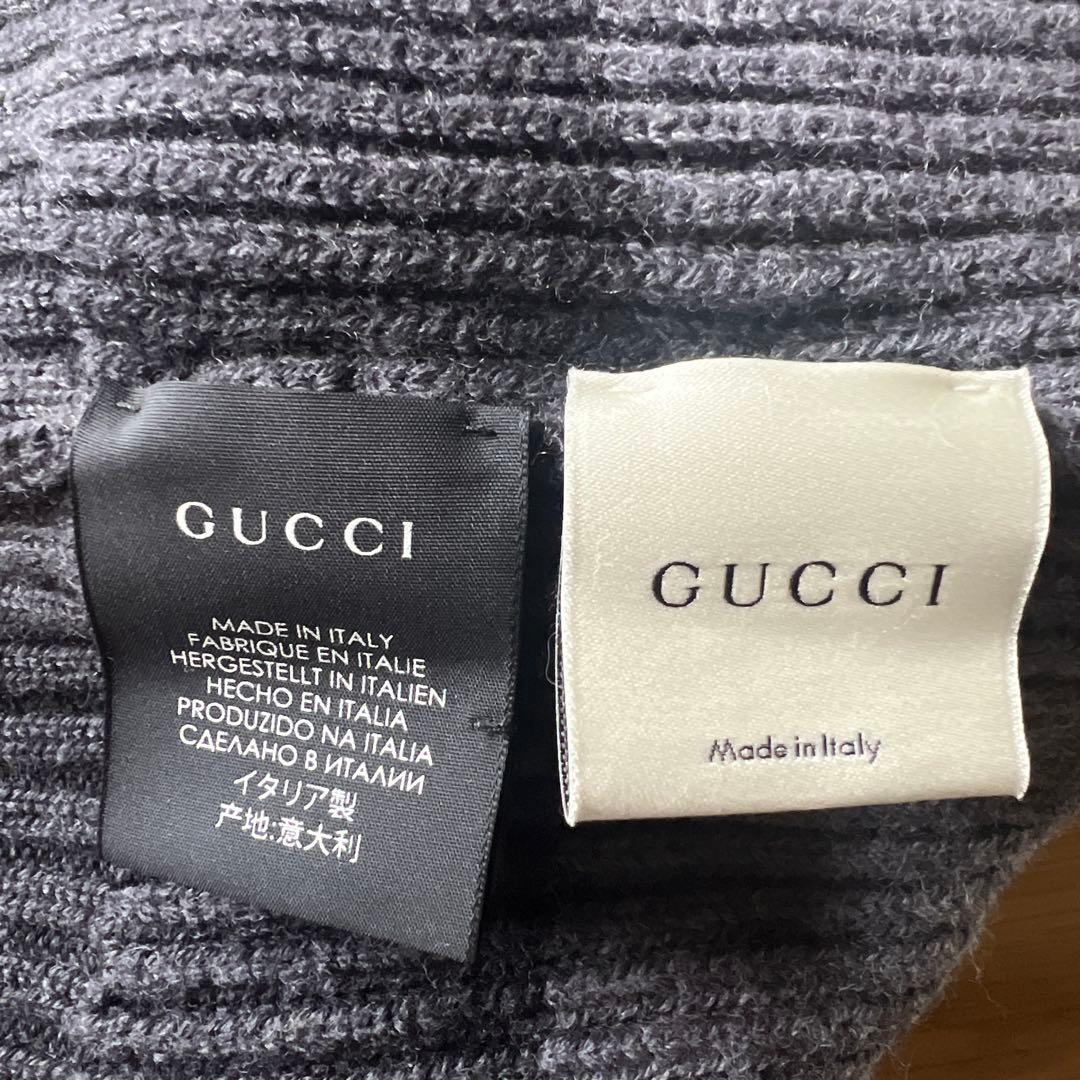 GUCCI
MADE IN ITALY
FABRIQUE EN ITALIE
HERGESTELLT IN ITALIEN
HECHO EN ITALIA
PRODUZIDO NA ITALIA
СДЕЛАНО В ИТАЛИИ
イタリア製
产地:意大利
GUCCI
Made in Italy